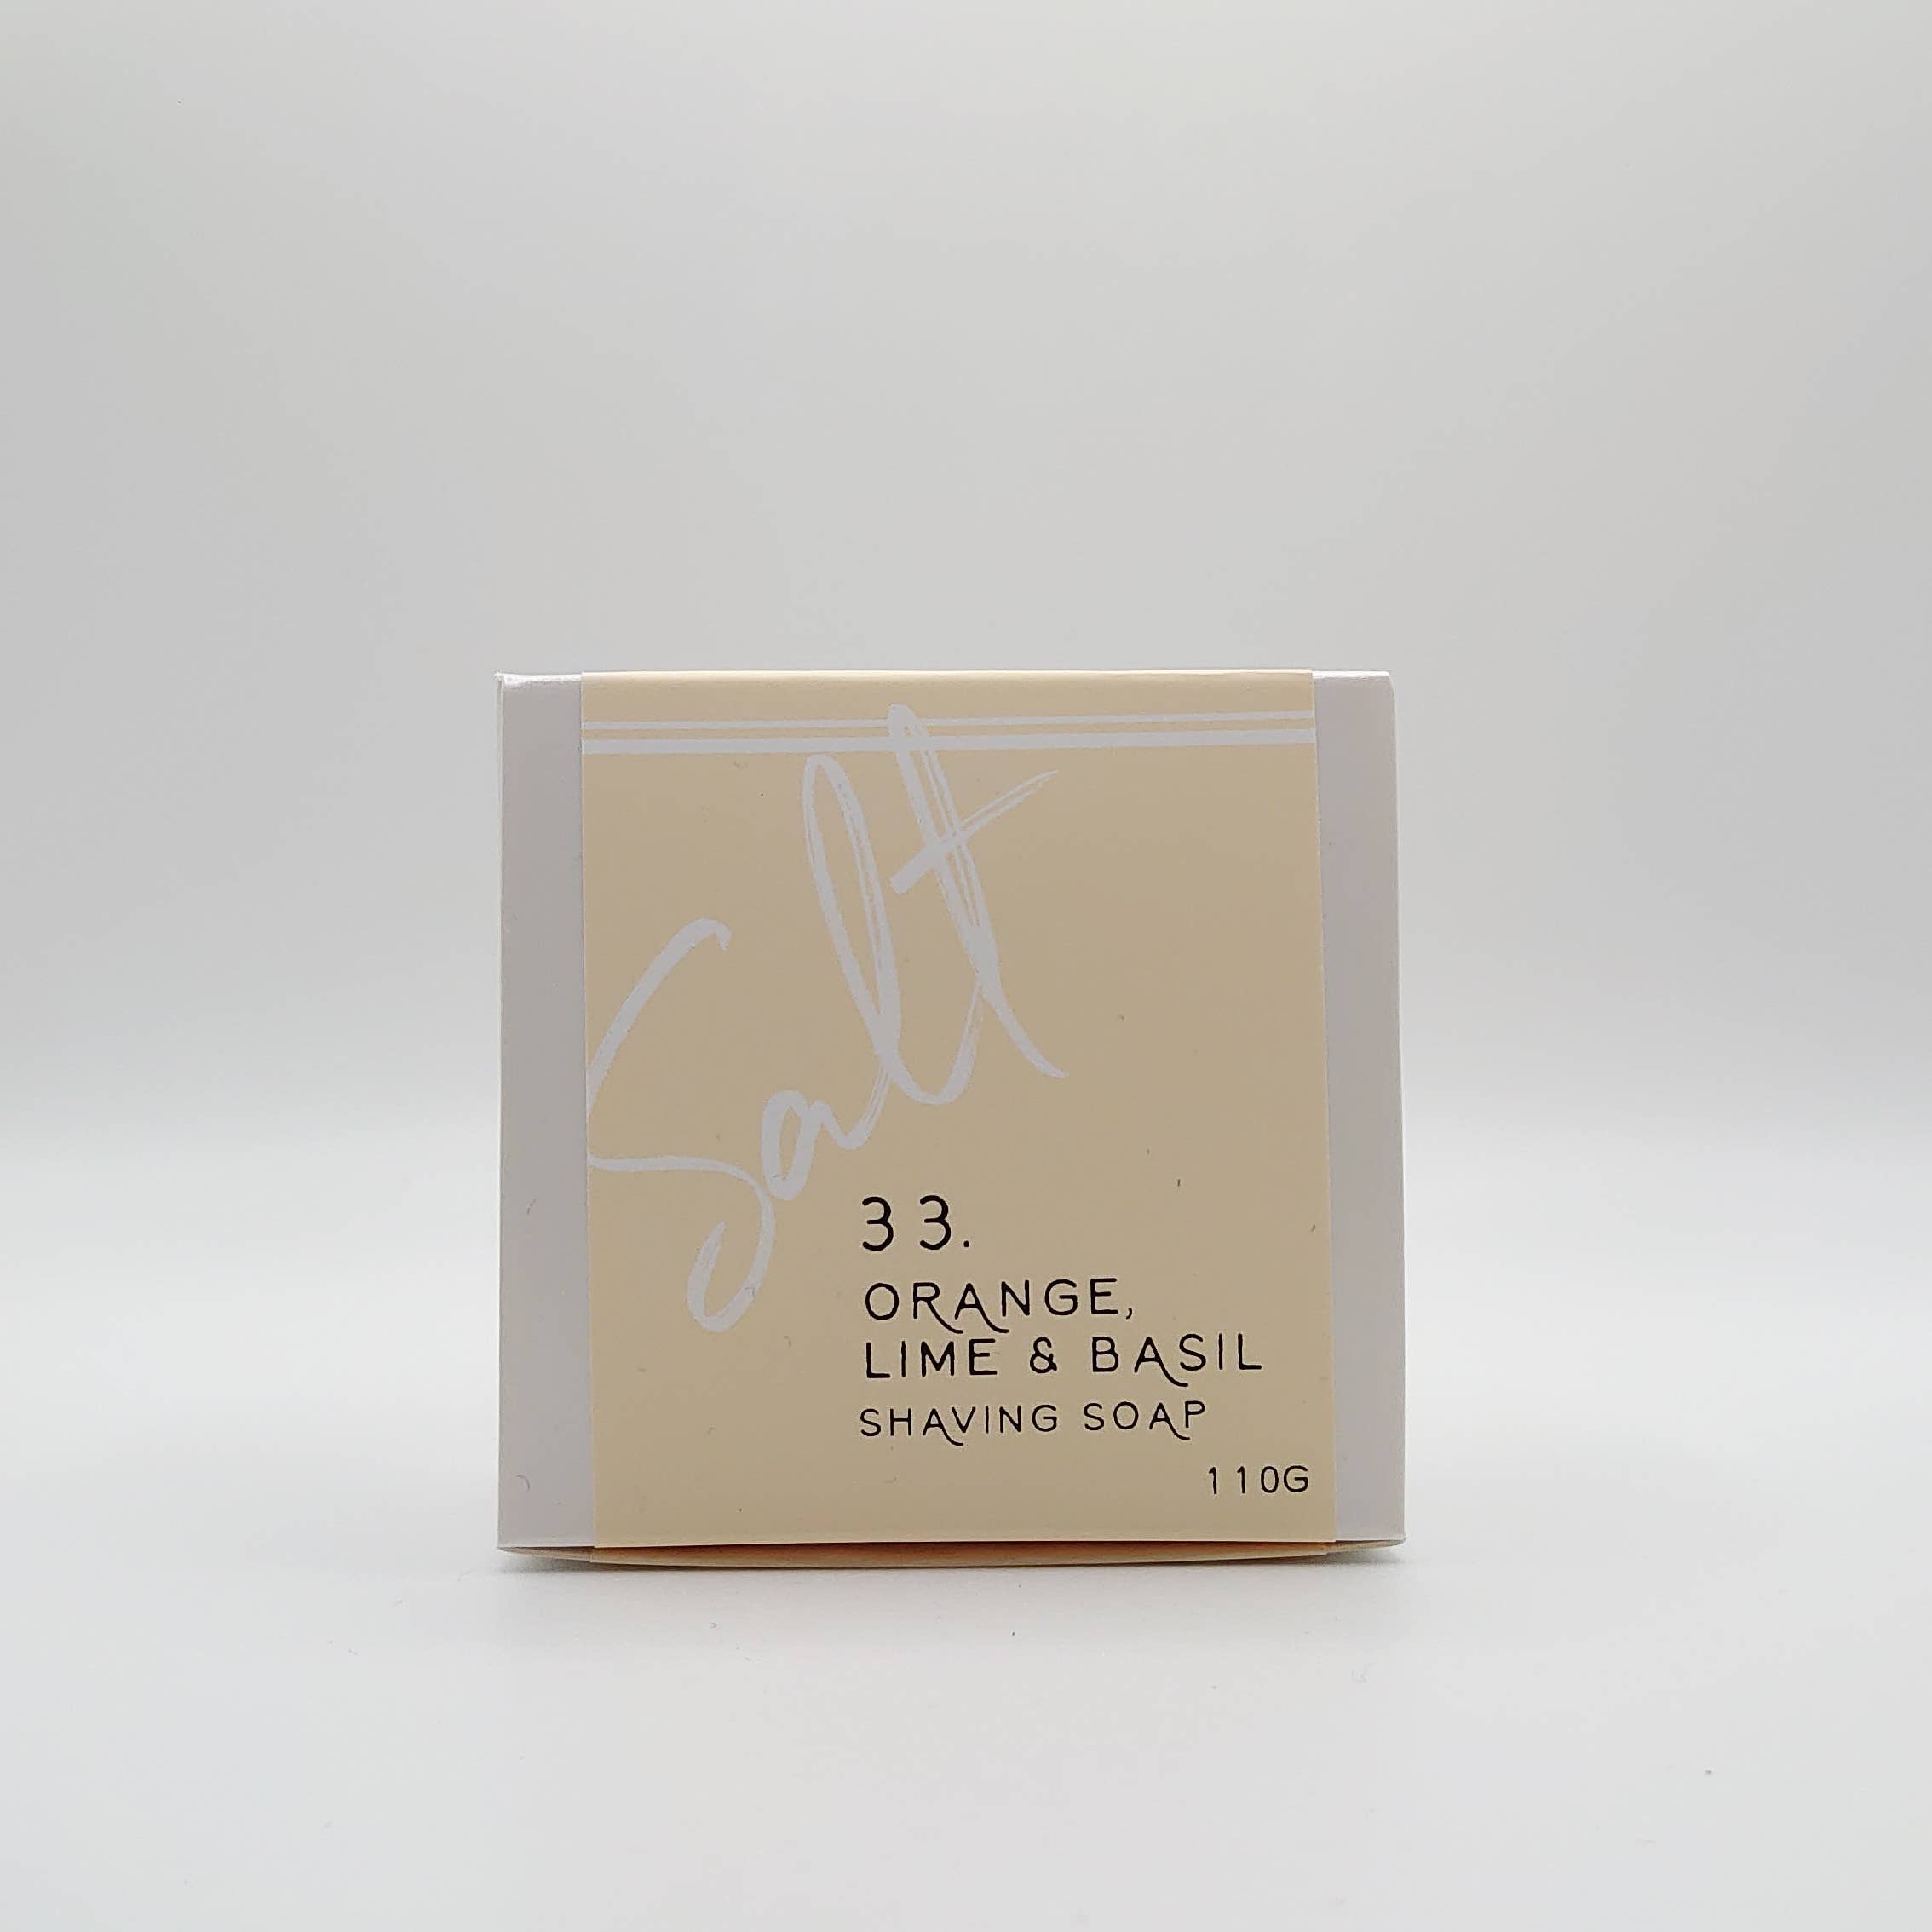 Salt
33.
ORANGE,
LIME & BASIL
SHAVING SOAP
110G